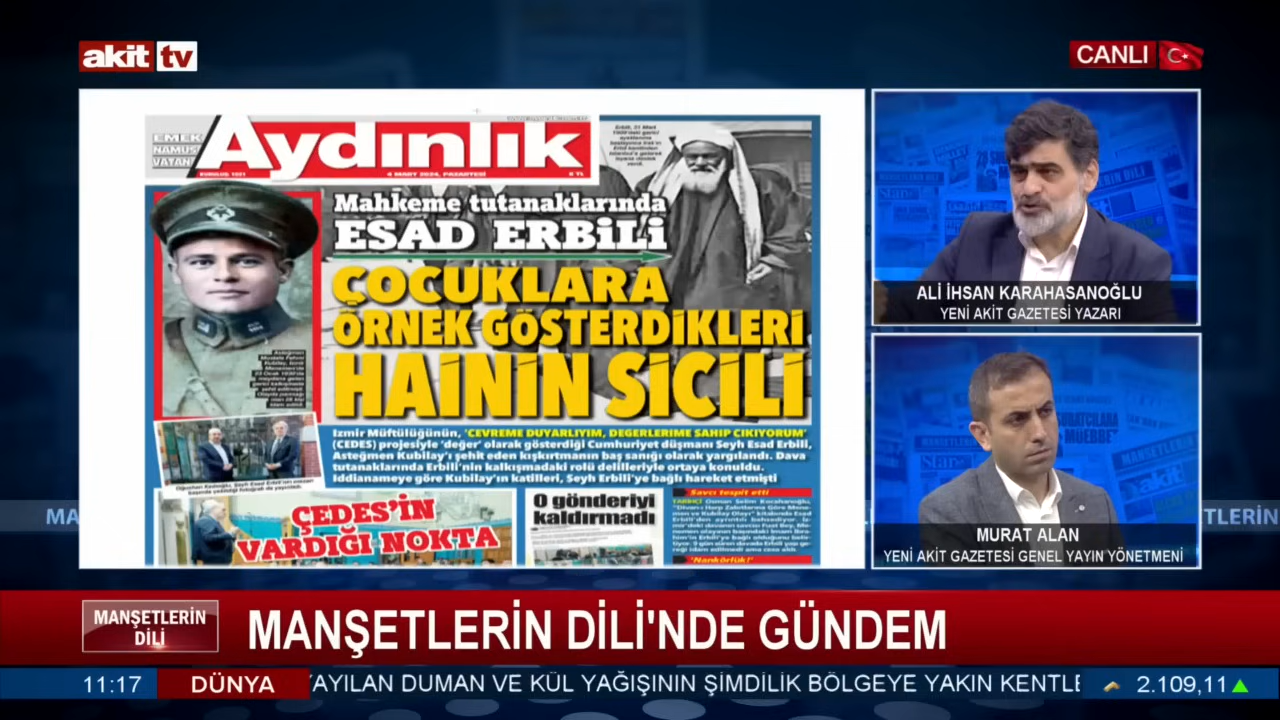 akit tv
CANLI
EMEK
NAMUS
VATAN
Aydınlık
4 MART 2024, PAZARTESİ
Mahkeme tutanaklarında
ESAD ERBİLİ
ÇOCUKLARA
ÖRNEK GÖSTERDİKLERİ
HAİNİN SİCİLİ
İzmir Müftülüğünün, 'ÇEVREME DUYARLIYIM, DEĞERLERİME SAHİP ÇIKIYORUM'
(ÇEDES) projesiyle 'değer' olarak gösterdiği Cumhuriyet düşmanı Şeyh Esad Erbili,
Asteğmen Kubilay'ı şehit eden kışkırtmanın baş sanığı olarak yargılandı. Dava
tutanaklarında Erbili'nin kalkışmadaki rolü delilleriyle ortaya konuldu.
İddianameye göre Kubilay'ın katilleri, Şeyh Erbili'ye bağlı hareket etmişti
ÇEDES'İN
VARDIĞI NOKTA
O gönderiyi
kaldırmadı
Savcı tespit etti
'Nankörlük!'
ALİ İHSAN KARAHASANOĞLU
YENİ AKİT GAZETESİ YAZARI
MURAT ALAN
YENİ AKİT GAZETESİ GENEL YAYIN YÖNETMENİ
MA
TLERİN
MANŞETLERİN
DİLİ
MANŞETLERİN DİLİ'NDE GÜNDEM
11:17
DÜNYA
YAYILAN DUMAN VE KÜL YAĞIŞININ ŞİMDİLİK BÖLGEYE YAKIN KENTLE
2.109,11